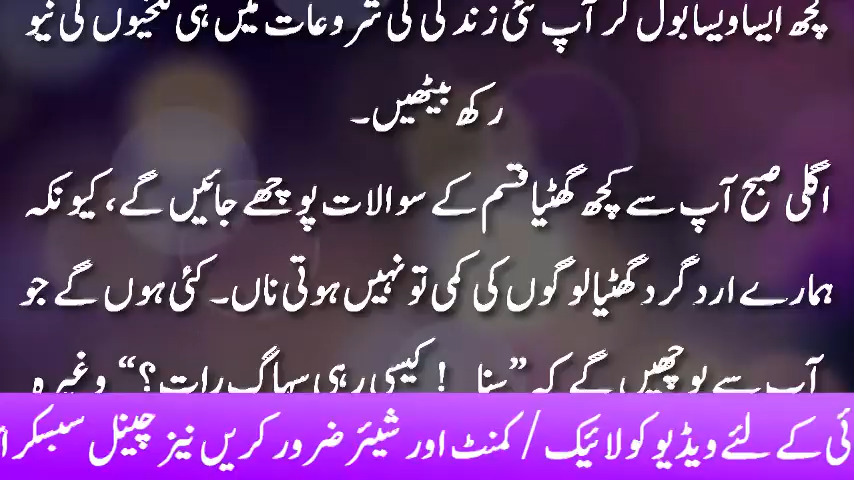 کچھ ایسا ویسا بول کر آپ نئی زندگی کی شروعات میں ہی تلخیوں کی نیو
رکھ بیٹھیں۔
اگلی صبح آپ سے کچھ گھٹیا قسم کے سوالات پوچھے جائیں گے، کیونکہ
ہمارے ارد گرد گھٹیا لوگوں کی کمی تو نہیں ہوتی ناں۔ کئی ہوں گے جو
آپ سے پوچھیں گے کہ ”سنا ! کیسی رہی سہاگ رات؟“ وغیرہ
ئی کے لئے ویڈیو کو لائیک / کمنٹ اور شیئر ضرور کریں نیز چینل سبسکرا